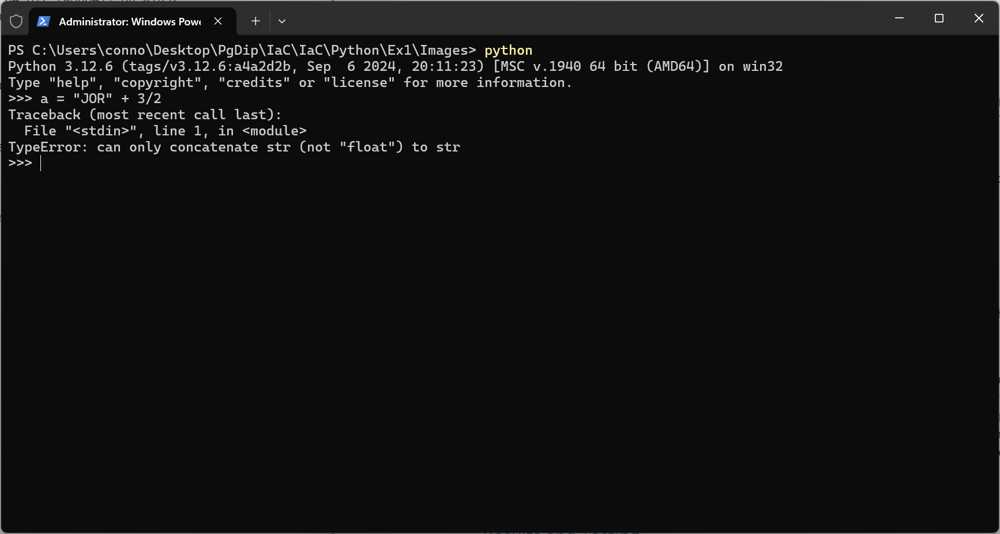 Administrator: Windows Powe
PS C:\Users\conno\Desktop\PgDip\IaC\IaC\Python\Ex1\Images> python
Python 3.12.6 (tags/v3.12.6:a4a2d2b, Sep  6 2024, 20:11:23) [MSC v.1940 64 bit (AMD64)] on win32
Type "help", "copyright", "credits" or "license" for more information.
>>> a = "JOR" + 3/2
Traceback (most recent call last):
  File "<stdin>", line 1, in <module>
TypeError: can only concatenate str (not "float") to str
>>>